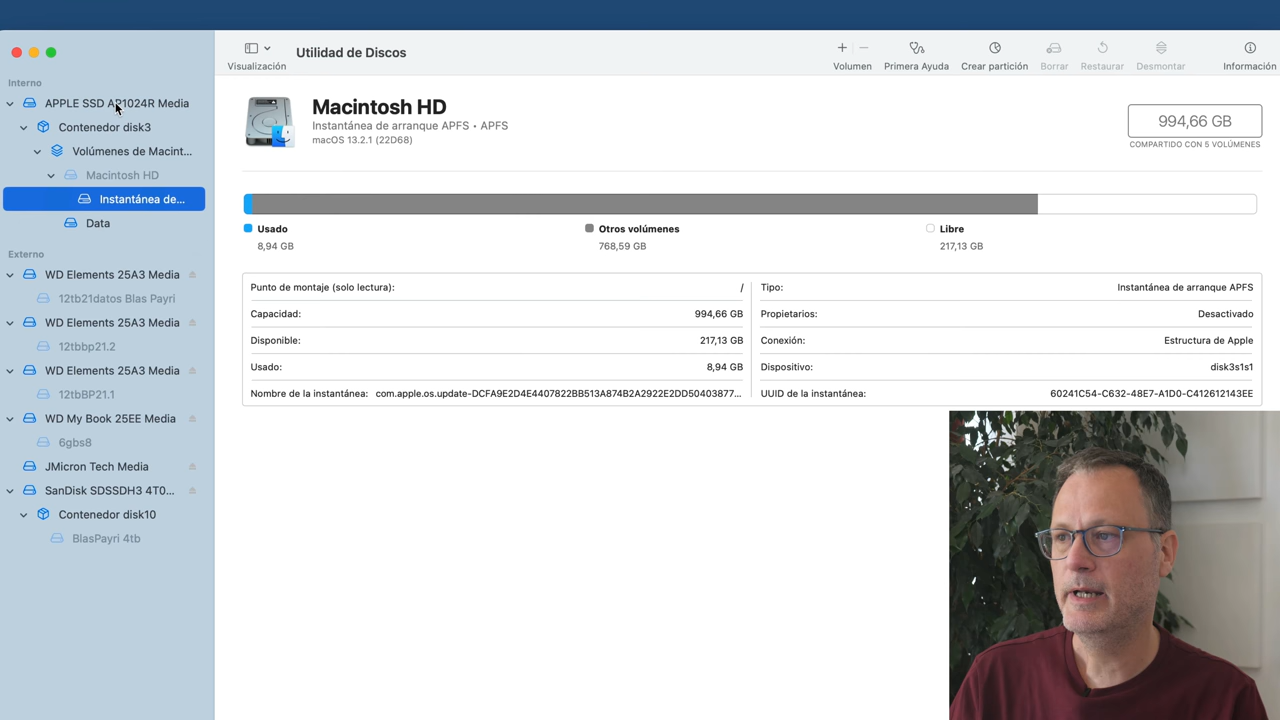 Visualización
Utilidad de Discos
Volumen
Primera Ayuda
Crear partición
Borrar
Restaurar
Desmontar
Información
Interno
APPLE SSD AP1024R Media
Contenedor disk3
Volúmenes de Macint...
Macintosh HD
Instantánea de...
Data
Externo
WD Elements 25A3 Media
12tb21datos Blas Payri
WD Elements 25A3 Media
12tbbp21.2
WD Elements 25A3 Media
12tbBP21.1
WD My Book 25EE Media
6gbs8
JMicron Tech Media
SanDisk SDSSDH3 4T0...
Contenedor disk10
BlasPayri 4tb
Macintosh HD
Instantánea de arranque APFS • APFS
macOS 13.2.1 (22D68)
994,66 GB
COMPARTIDO CON 5 VOLÚMENES
Usado
8,94 GB
Otros volúmenes
768,59 GB
Libre
217,13 GB
Punto de montaje (solo lectura): /
Capacidad: 994,66 GB
Disponible: 217,13 GB
Usado: 8,94 GB
Nombre de la instantánea: com.apple.os.update-DCFA9E2D4E4407822BB513A874B2A2922E2DD50403877...
Tipo: Instantánea de arranque APFS
Propietarios: Desactivado
Conexión: Estructura de Apple
Dispositivo: disk3s1s1
UUID de la instantánea: 60241C54-C632-48E7-A1D0-C412612143EE